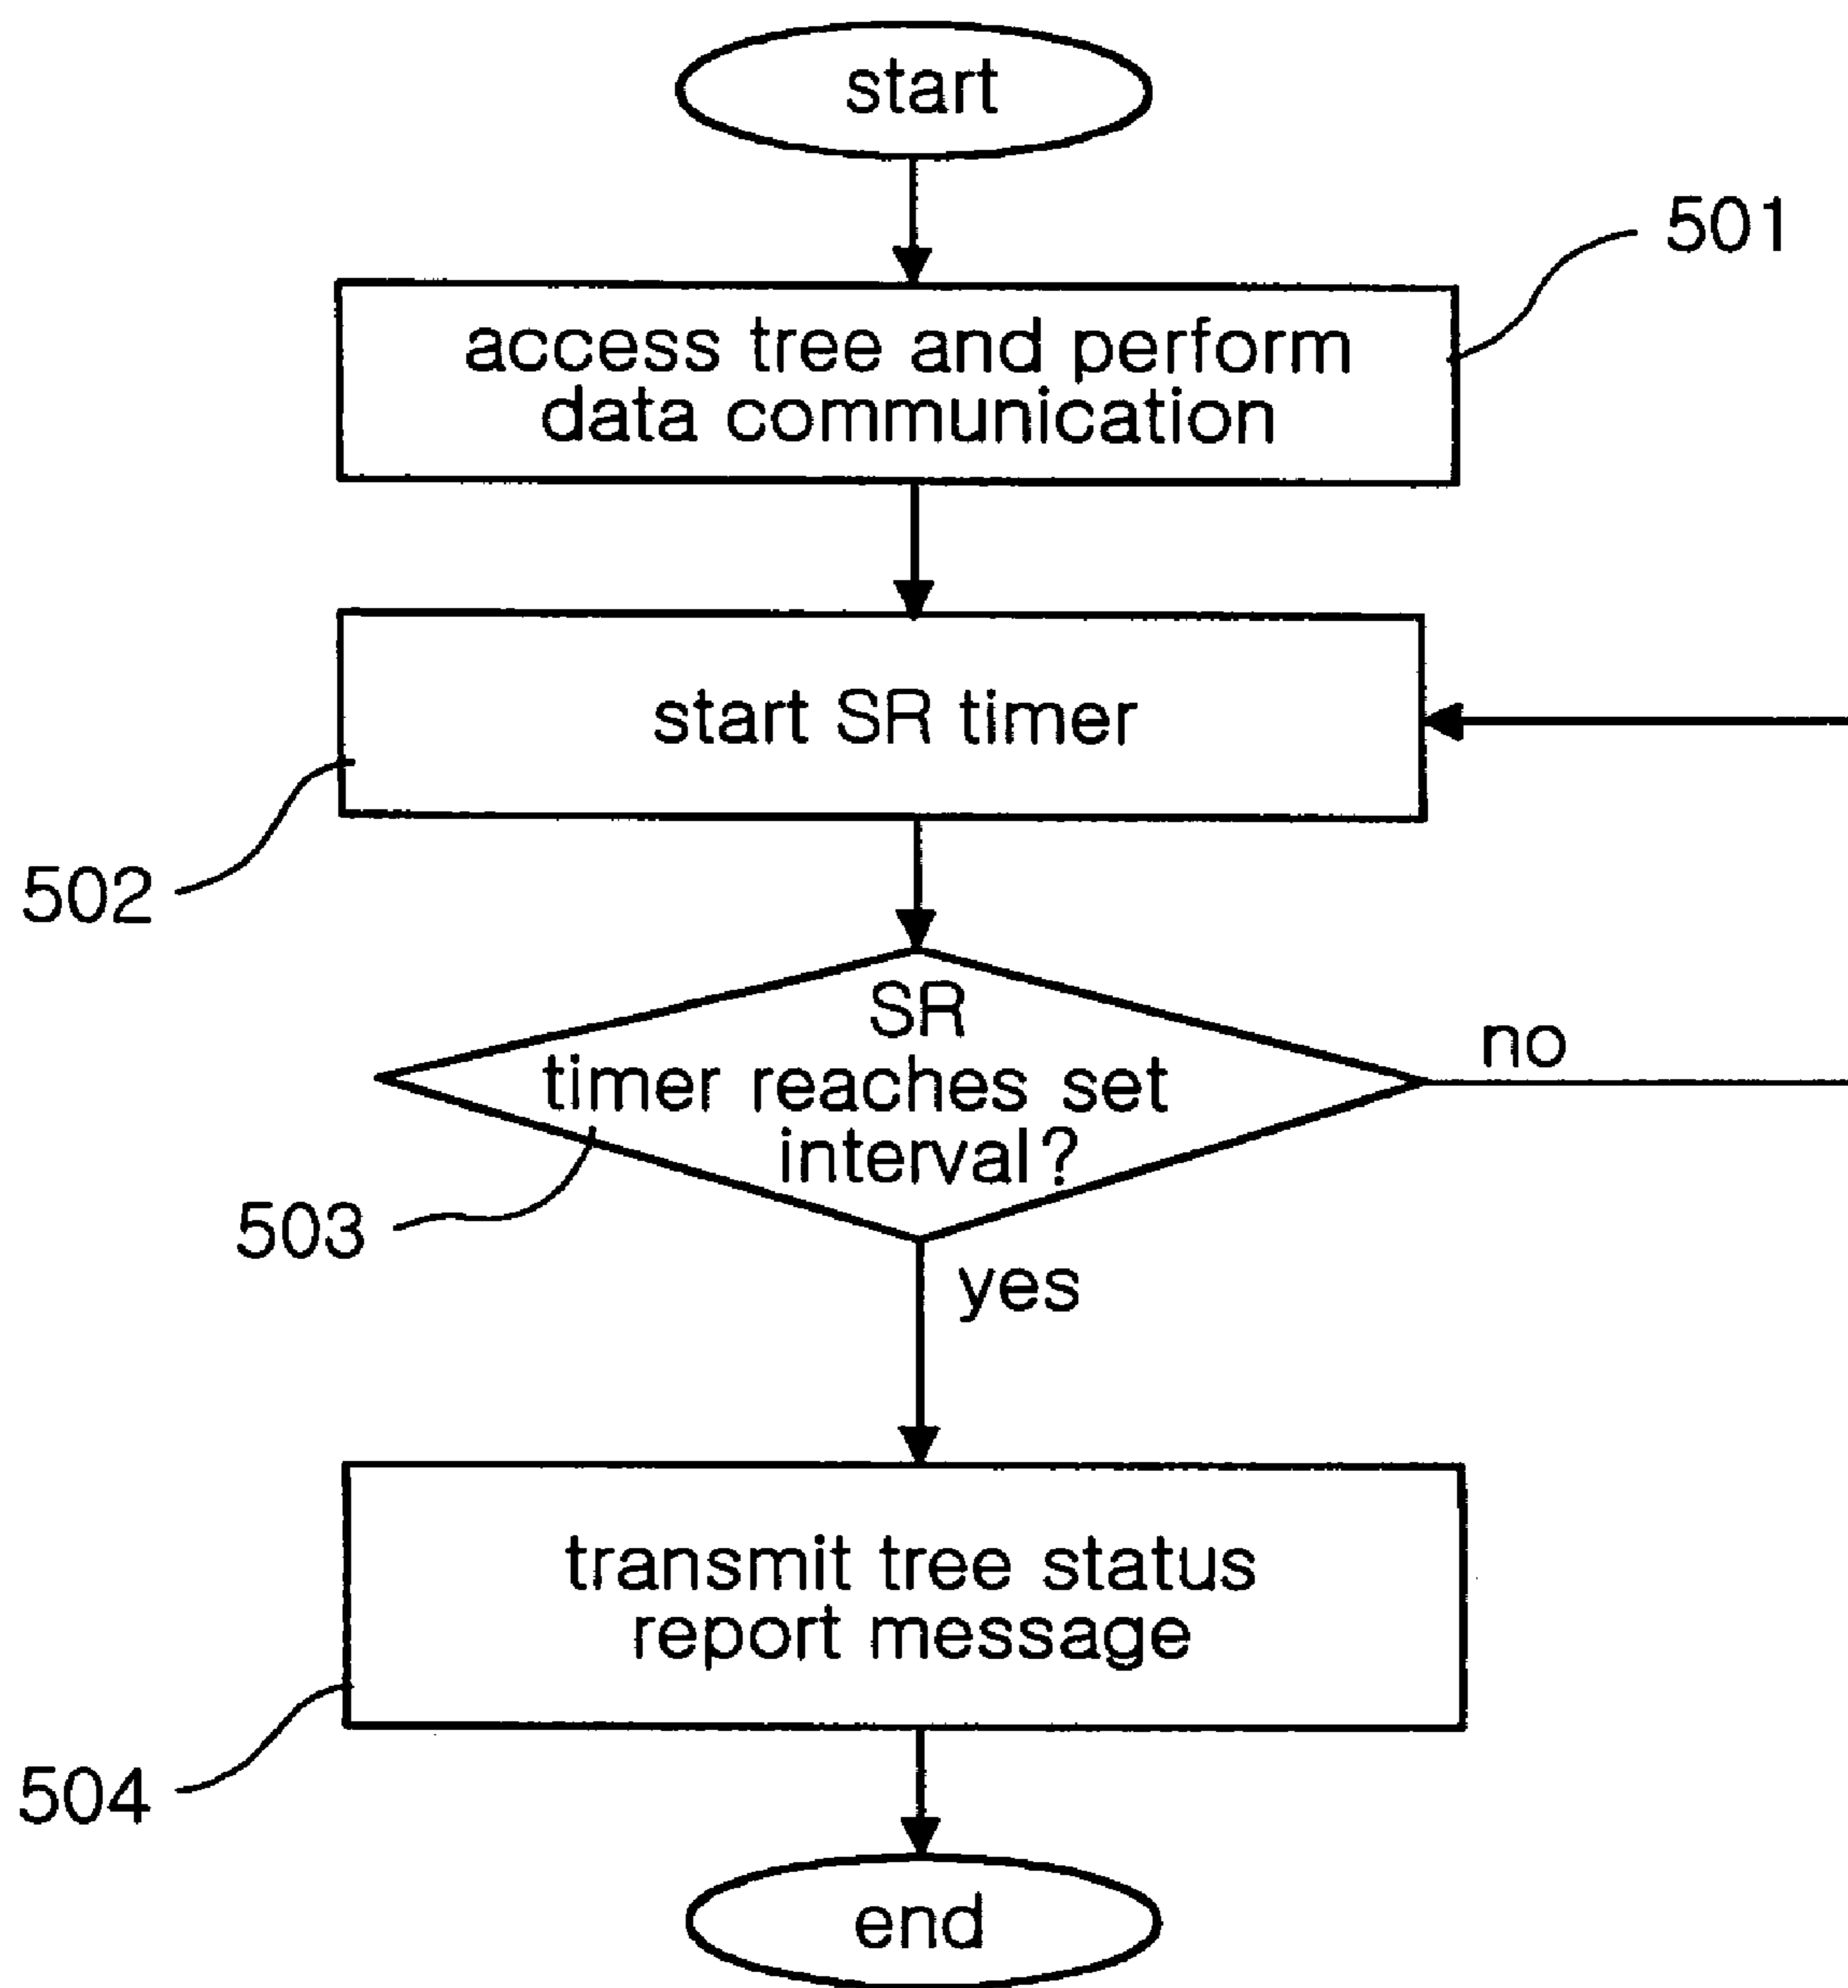 start
501
access tree and perform
data communication
start SR timer
502
SR
timer reaches set
interval?
no
503
yes
transmit tree status
report message
504
end